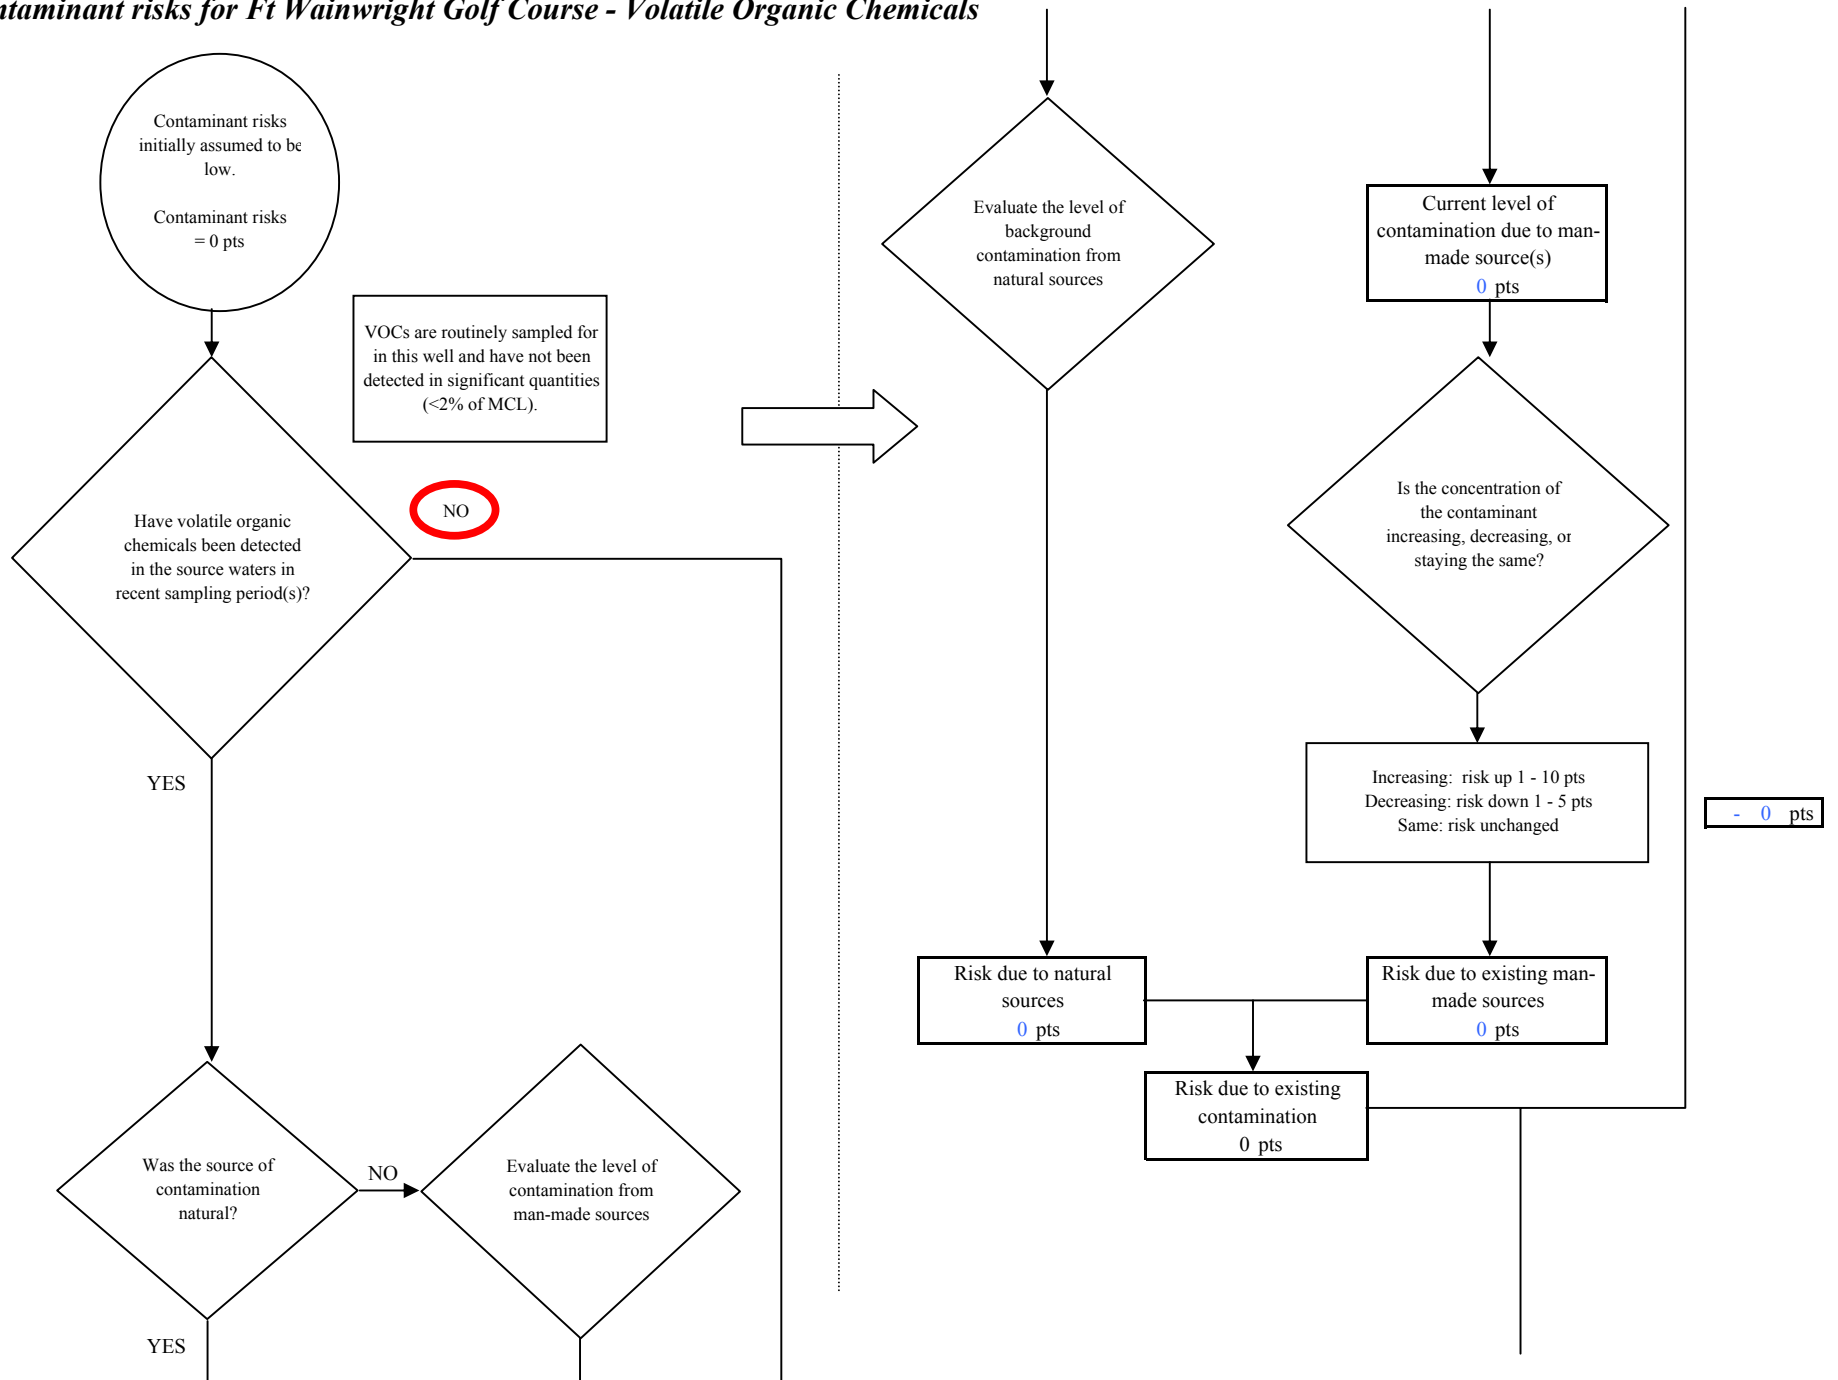 ntaminant risks for Ft Wainwright Golf Course - Volatile Organic Chemicals
Contaminant risks
initially assumed to be
low.
Contaminant risks
= 0 pts
VOCs are routinely sampled for
in this well and have not been
detected in significant quantities
(<2% of MCL).
NO
Have volatile organic
chemicals been detected
in the source waters in
recent sampling period(s)?
YES
Was the source of
contamination
natural?
NO
Evaluate the level of
contamination from
man-made sources
YES
Evaluate the level of
background
contamination from
natural sources
Current level of
contamination due to man-
made source(s)
0 pts
Is the concentration of
the contaminant
increasing, decreasing, or
staying the same?
Increasing: risk up 1 - 10 pts
Decreasing: risk down 1 - 5 pts
Same: risk unchanged
- 0 pts
Risk due to natural
sources
0 pts
Risk due to existing man-
made sources
0 pts
Risk due to existing
contamination
0 pts